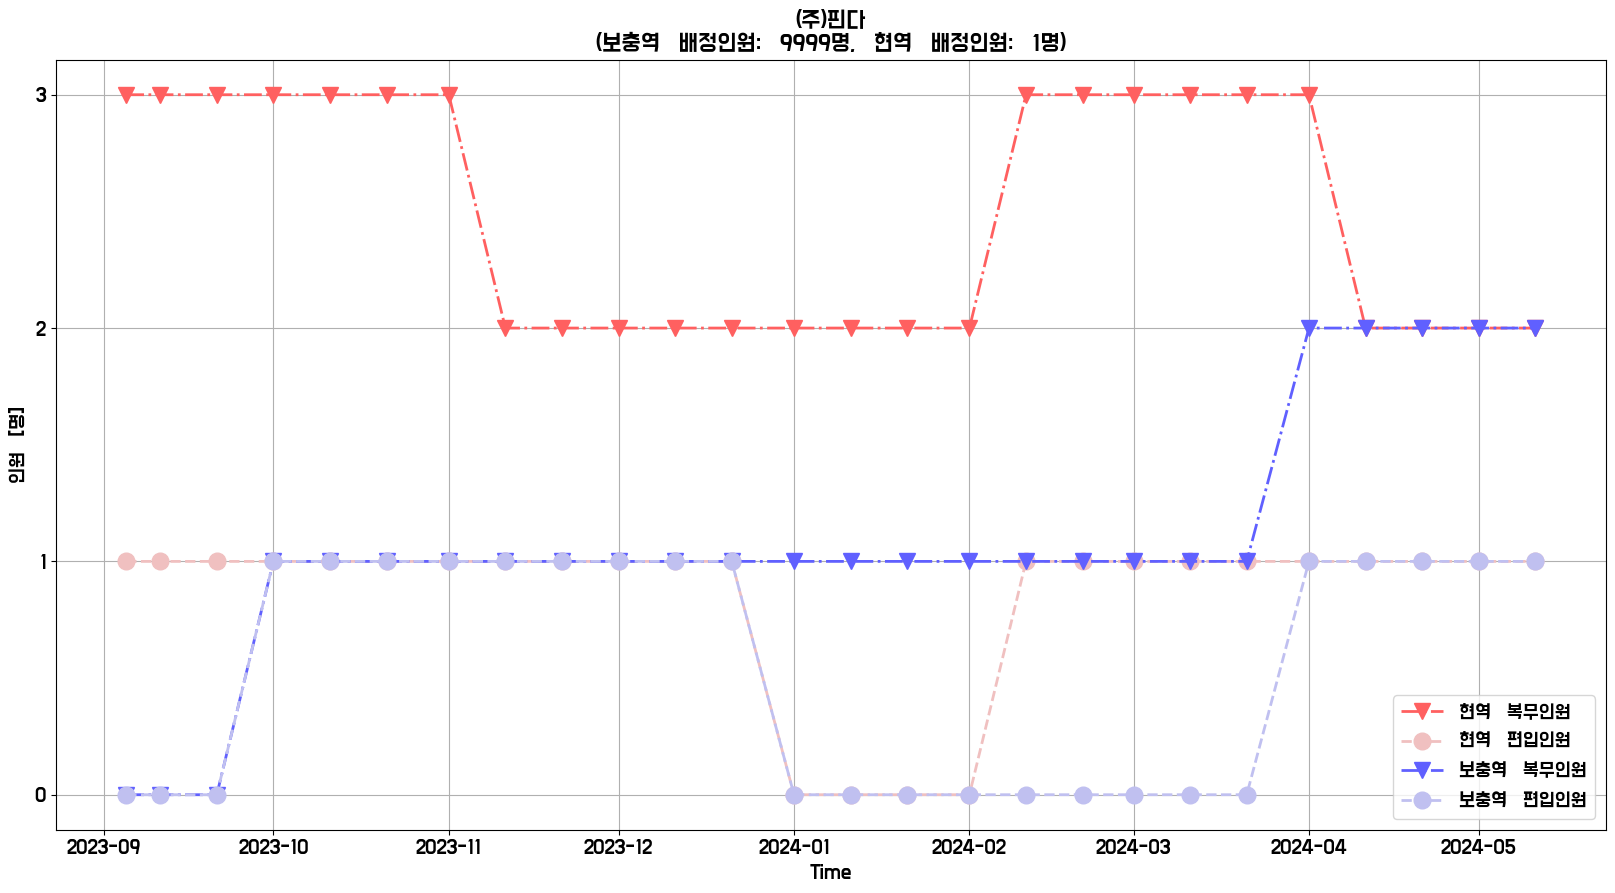 (주)핀다
(보충역 배정인원: 9999명, 현역 배정인원: 1명)
인원 [명]
3
2
1
0
현역 복무인원
현역 편입인원
보충역 복무인원
보충역 편입인원
2023-09 2023-10 2023-11 2023-12 2024-01 2024-02 2024-03 2024-04 2024-05
Time